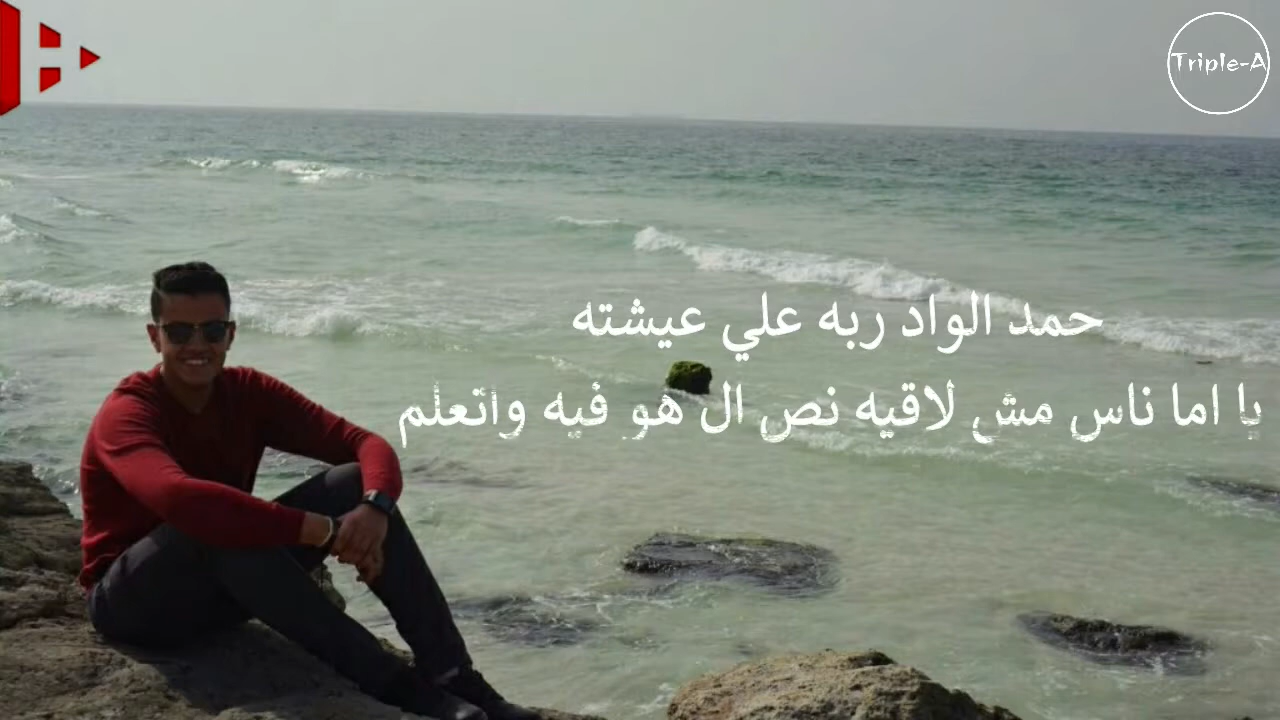 Triple-A
حمد الواد ربه علي عيشته
يا اما ناس مش لاقيه نص ال هو فيه واتعلم